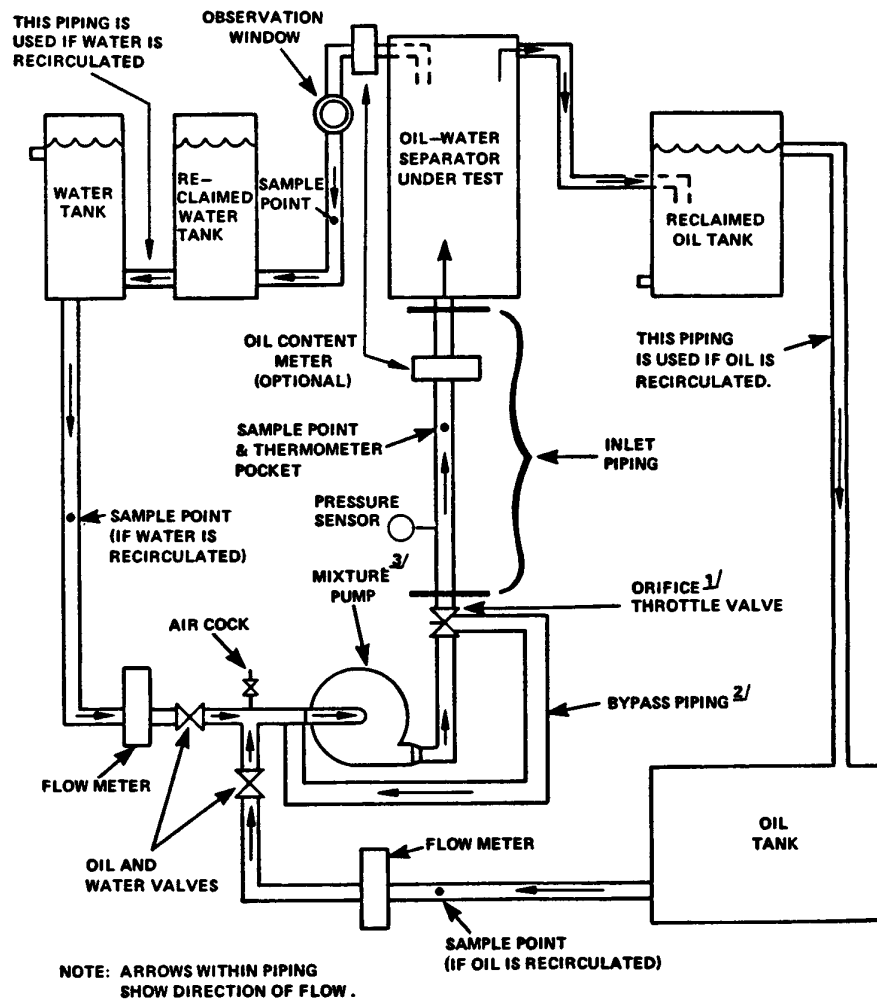 THIS PIPING IS
USED IF WATER IS
RECIRCULATED
OBSERVATION
WINDOW
WATER
TANK
RE-
CLAIMED
WATER
TANK
SAMPLE
POINT
OIL-WATER
SEPARATOR
UNDER TEST
RECLAIMED
OIL TANK
OIL CONTENT
METER
(OPTIONAL)
THIS PIPING
IS USED IF OIL IS
RECIRCULATED.
SAMPLE POINT
& THERMOMETER
POCKET
INLET
PIPING
SAMPLE POINT
(IF WATER IS
RECIRCULATED)
PRESSURE
SENSOR
MIXTURE 3/
PUMP
ORIFICE 1/
THROTTLE VALVE
AIR COCK
BYPASS PIPING 2/
FLOW METER
OIL AND
WATER VALVES
FLOW METER
OIL
TANK
SAMPLE POINT
(IF OIL IS RECIRCULATED)
NOTE: ARROWS WITHIN PIPING
SHOW DIRECTION OF FLOW.